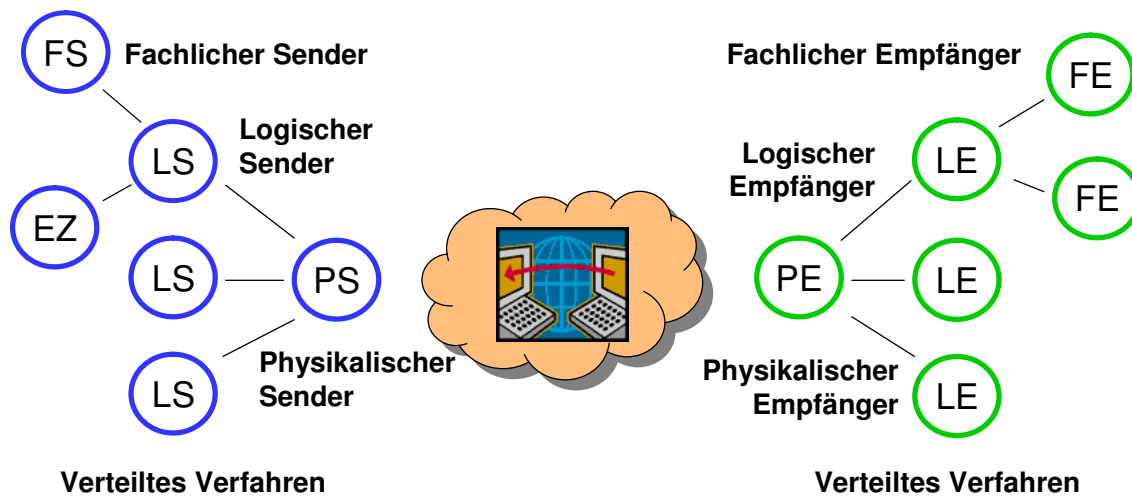 FS
Fachlicher Sender
LS
Logischer
Sender
EZ
LS
PS
LS
Physikalischer
Sender
Verteiltes Verfahren
Fachlicher Empfänger
FE
Logischer
Empfänger
LE
FE
PE
LE
Physikalischer
Empfänger
LE
Verteiltes Verfahren